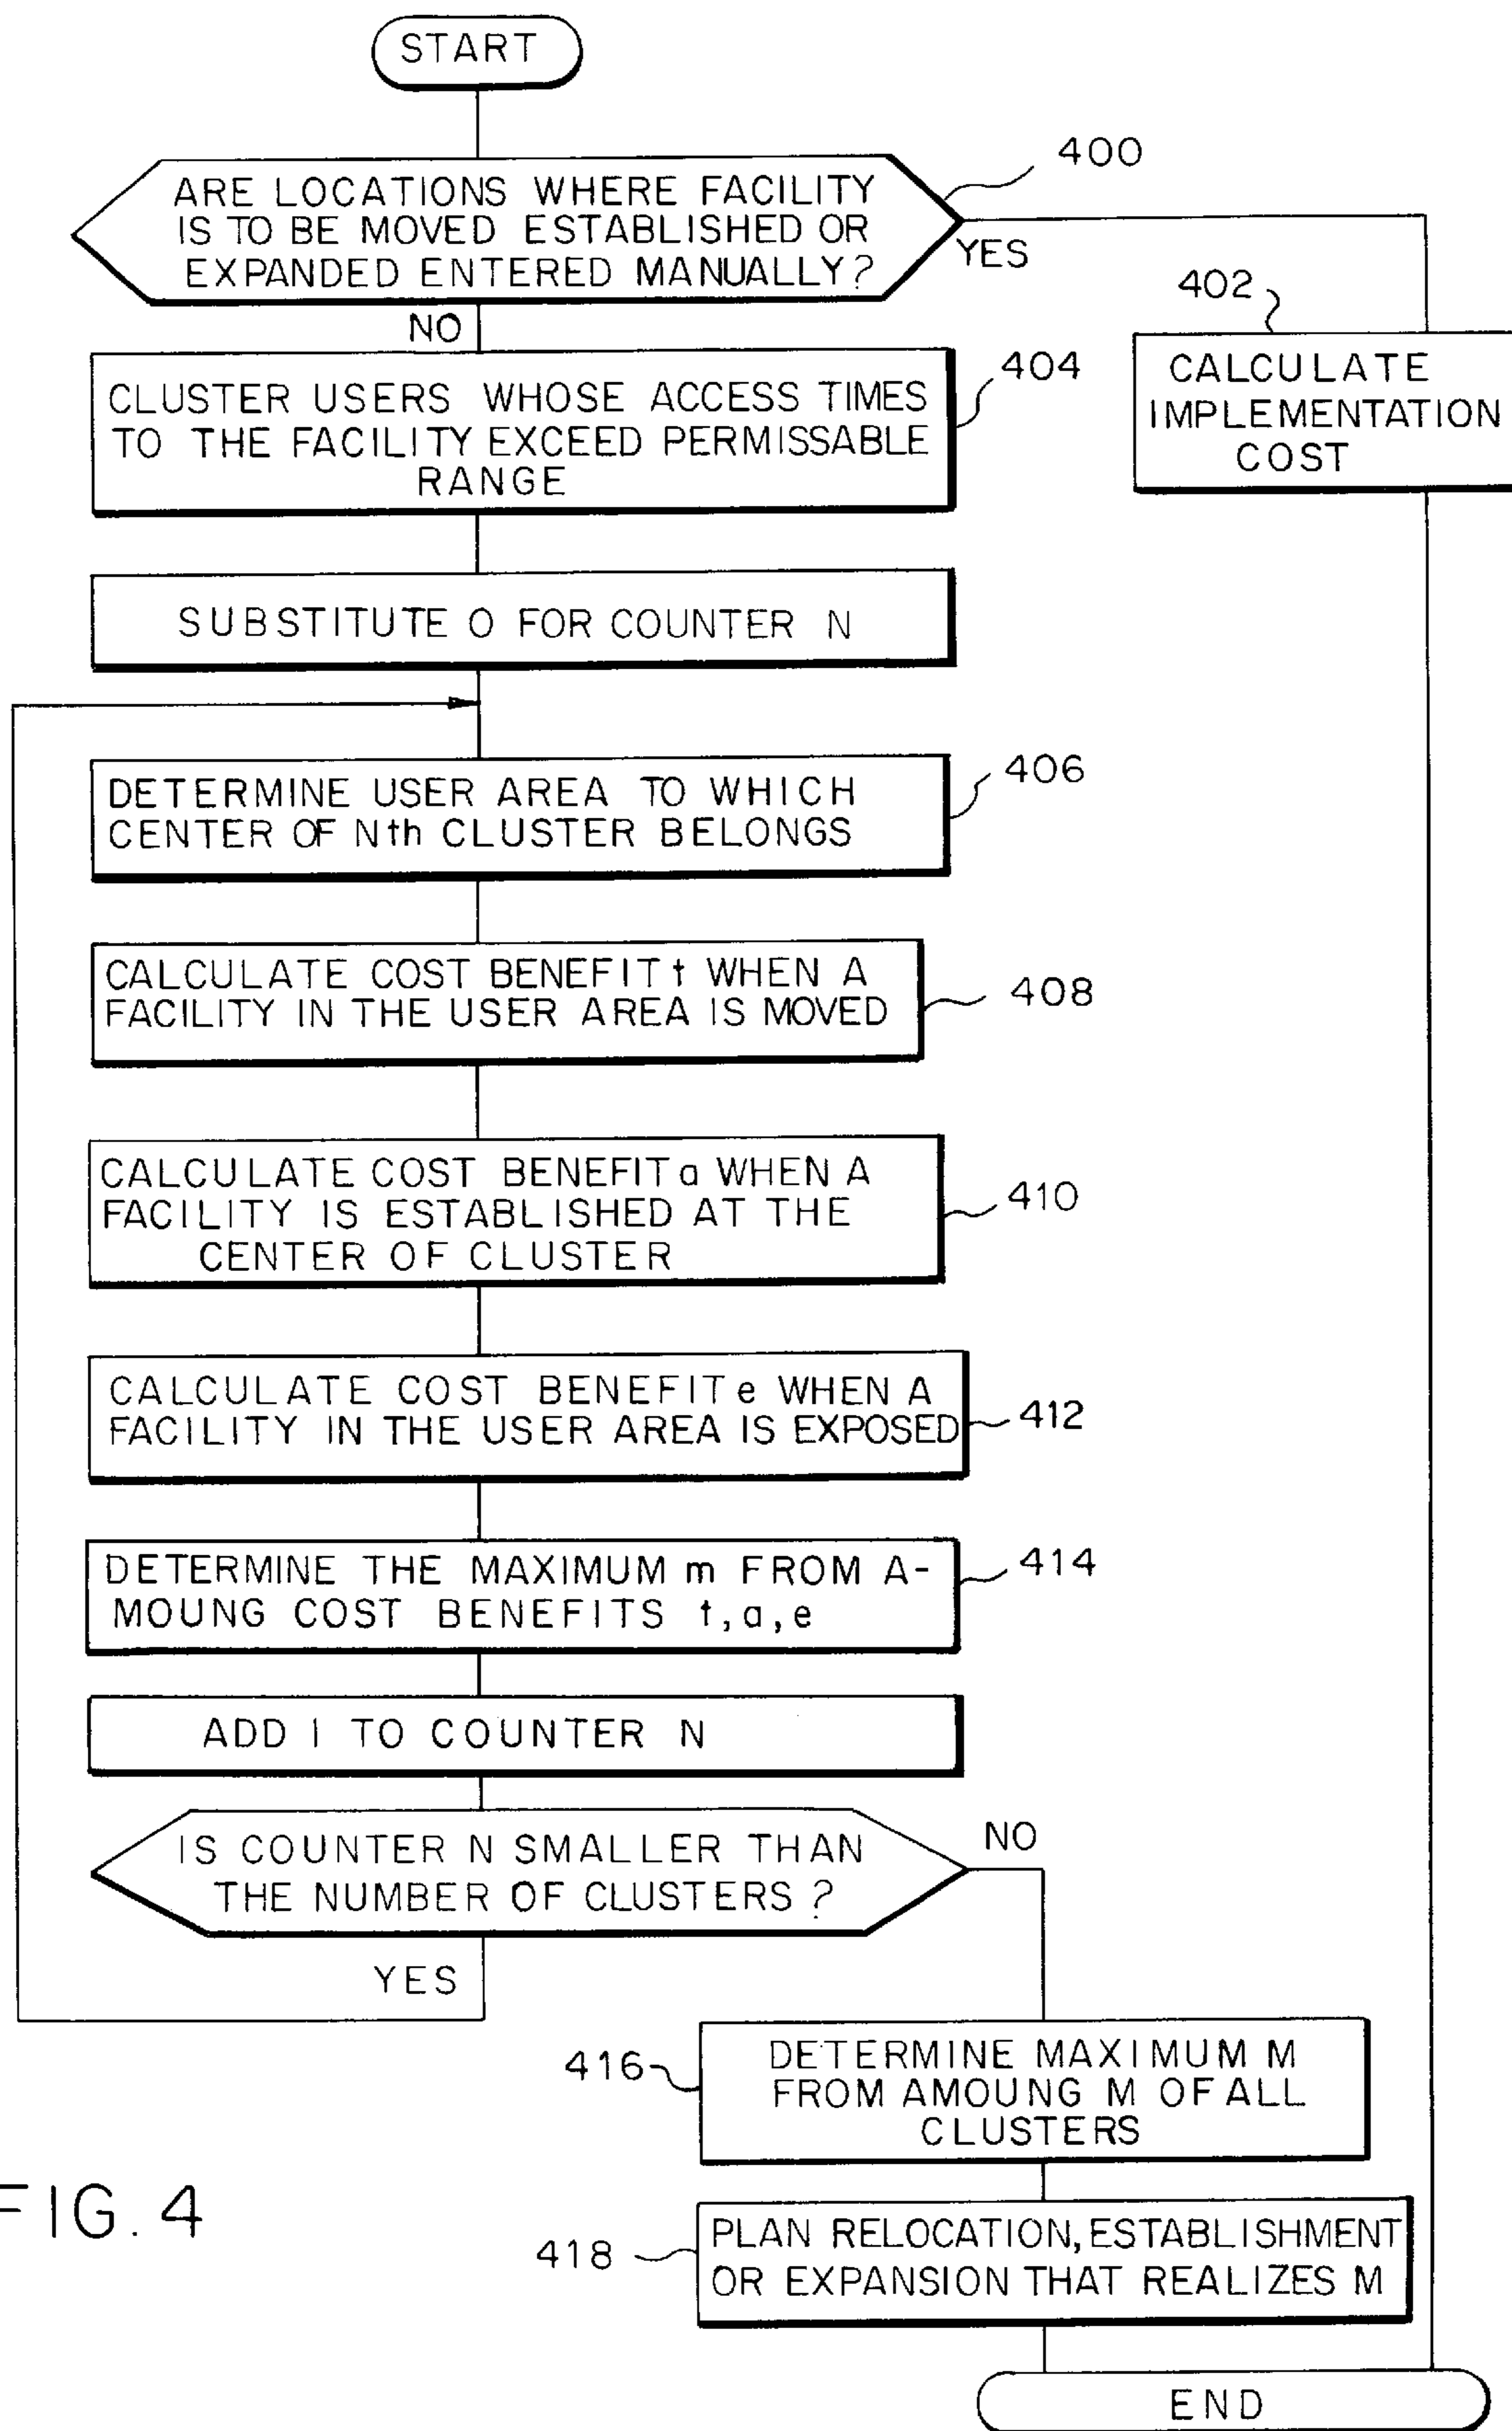 START
400
ARE LOCATIONS WHERE FACILITY
IS TO BE MOVED ESTABLISHED OR
EXPANDED ENTERED MANUALLY?
YES
NO
402
CALCULATE
IMPLEMENTATION
COST
404
CLUSTER USERS WHOSE ACCESS TIMES
TO THE FACILITY EXCEED PERMISSABLE
RANGE
SUBSTITUTE 0 FOR COUNTER N
406
DETERMINE USER AREA TO WHICH
CENTER OF Nth CLUSTER BELONGS
CALCULATE COST BENEFIT t WHEN A
FACILITY IN THE USER AREA IS MOVED
408
CALCULATE COST BENEFIT a WHEN A
FACILITY IS ESTABLISHED AT THE
CENTER OF CLUSTER
410
CALCULATE COST BENEFIT e WHEN A
FACILITY IN THE USER AREA IS EXPOSED
412
DETERMINE THE MAXIMUM m FROM A-
MOUNG COST BENEFITS t,a,e
414
ADD 1 TO COUNTER N
IS COUNTER N SMALLER THAN
THE NUMBER OF CLUSTERS ?
NO
YES
416
DETERMINE MAXIMUM M
FROM AMOUNG M OF ALL
CLUSTERS
418
PLAN RELOCATION, ESTABLISHMENT
OR EXPANSION THAT REALIZES M
END
FIG. 4